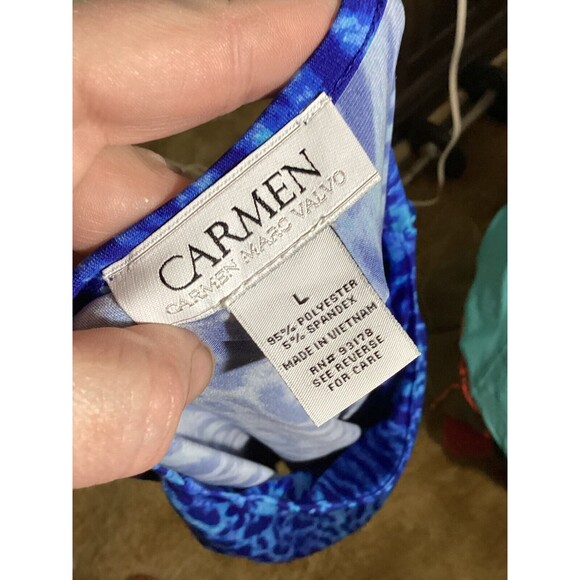 CARMEN
CARMEN MARC VALVO
L
95% POLYESTER
5% SPANDEX
MADE IN VIETNAM
RN# 93178
SEE REVERSE
FOR CARE